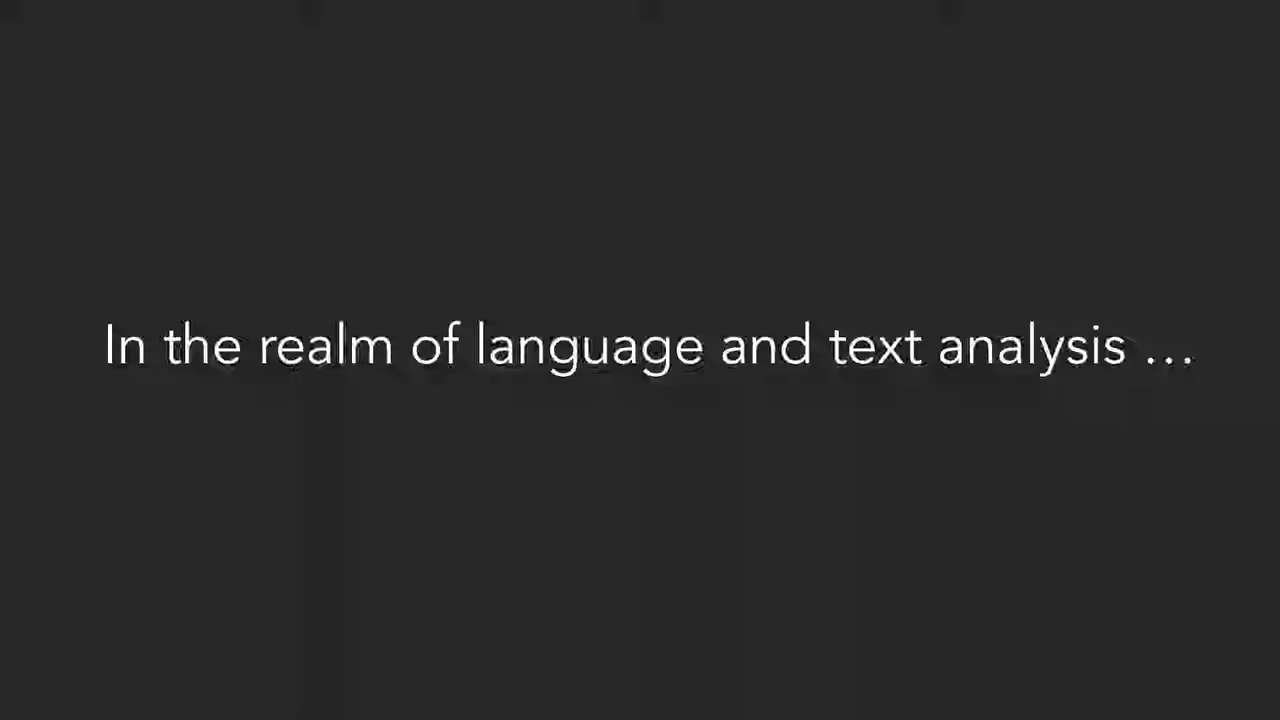 In the realm of language and text analysis …